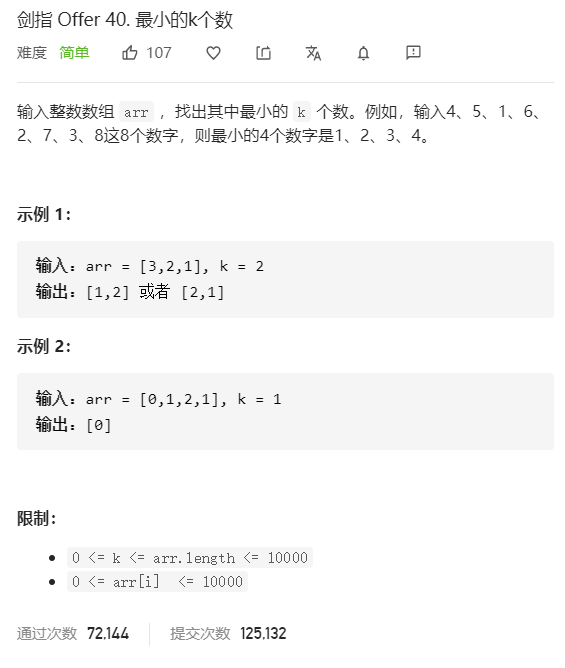 剑指 Offer 40. 最小的k个数
难度 简单 107
输入整数数组 arr ，找出其中最小的 k 个数。例如，输入4、5、1、6、
2、7、3、8这8个数字，则最小的4个数字是1、2、3、4。
示例 1：
输入：arr = [3,2,1], k = 2
输出：[1,2] 或者 [2,1]
示例 2：
输入：arr = [0,1,2,1], k = 1
输出：[0]
限制：
0 <= k <= arr.length <= 10000
0 <= arr[i] <= 10000
通过次数 72,144 提交次数 125,132